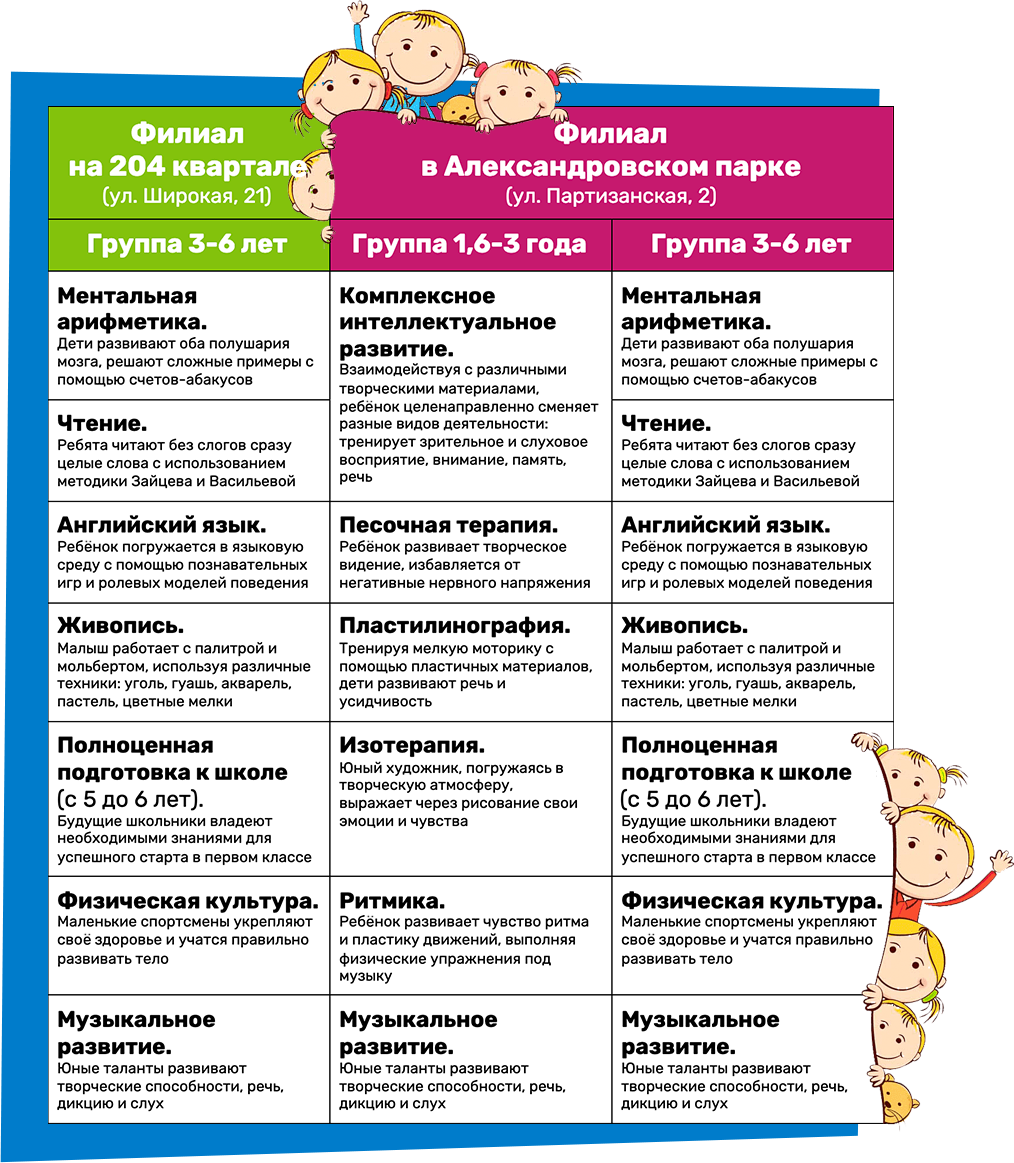 Филиал
на 204 квартале
(ул. Широкая, 21)
Филиал
в Александровском парке
(ул. Партизанская, 2)
Группа 3-6 лет
Группа 1,6-3 года
Группа 3-6 лет
Ментальная
арифметика.
Дети развивают оба полушария
мозга, решают сложные примеры с
помощью счетов-абакусов
Чтение.
Ребята читают без слогов сразу
целые слова с использованием
методики Зайцева и Васильевой
Комплексное
интеллектуальное
развитие.
Взаимодействуя с различными
творческими материалами,
ребёнок целенаправленно сменяет
разные виды деятельности:
тренирует зрительное и слуховое
восприятие, внимание, память,
речь
Ментальная
арифметика.
Дети развивают оба полушария
мозга, решают сложные примеры с
помощью счетов-абакусов
Чтение.
Ребята читают без слогов сразу
целые слова с использованием
методики Зайцева и Васильевой
Английский язык.
Ребёнок погружается в языковую
среду с помощью познавательных
игр и ролевых моделей поведения
Песочная терапия.
Ребёнок развивает творческое
видение, избавляется от
негативные нервного напряжения
Английский язык.
Ребёнок погружается в языковую
среду с помощью познавательных
игр и ролевых моделей поведения
Живопись.
Малыш работает с палитрой и
мольбертом, используя различные
техники: уголь, гуашь, акварель,
пастель, цветные мелки
Пластилинография.
Тренируя мелкую моторику с
помощью пластичных материалов,
дети развивают речь и
усидчивость
Живопись.
Малыш работает с палитрой и
мольбертом, используя различные
техники: уголь, гуашь, акварель,
пастель, цветные мелки
Полноценная
подготовка к школе
(с 5 до 6 лет).
Будущие школьники владеют
необходимыми знаниями для
успешного старта в первом классе
Изотерапия.
Юный художник, погружаясь в
творческую атмосферу,
выражает через рисование свои
эмоции и чувства
Полноценная
подготовка к школе
(с 5 до 6 лет).
Будущие школьники владеют
необходимыми знаниями для
успешного старта в первом классе
Физическая культура.
Маленькие спортсмены укрепляют
своё здоровье и учатся правильно
развивать тело
Ритмика.
Ребёнок развивает чувство ритма
и пластику движений, выполняя
физические упражнения под
музыку
Физическая культура.
Маленькие спортсмены укрепляют
своё здоровье и учатся правильно
развивать тело
Музыкальное
развитие.
Юные таланты развивают
творческие способности, речь,
дикцию и слух
Музыкальное
развитие.
Юные таланты развивают
творческие способности, речь,
дикцию и слух
Музыкальное
развитие.
Юные таланты развивают
творческие способности, речь,
дикцию и слух